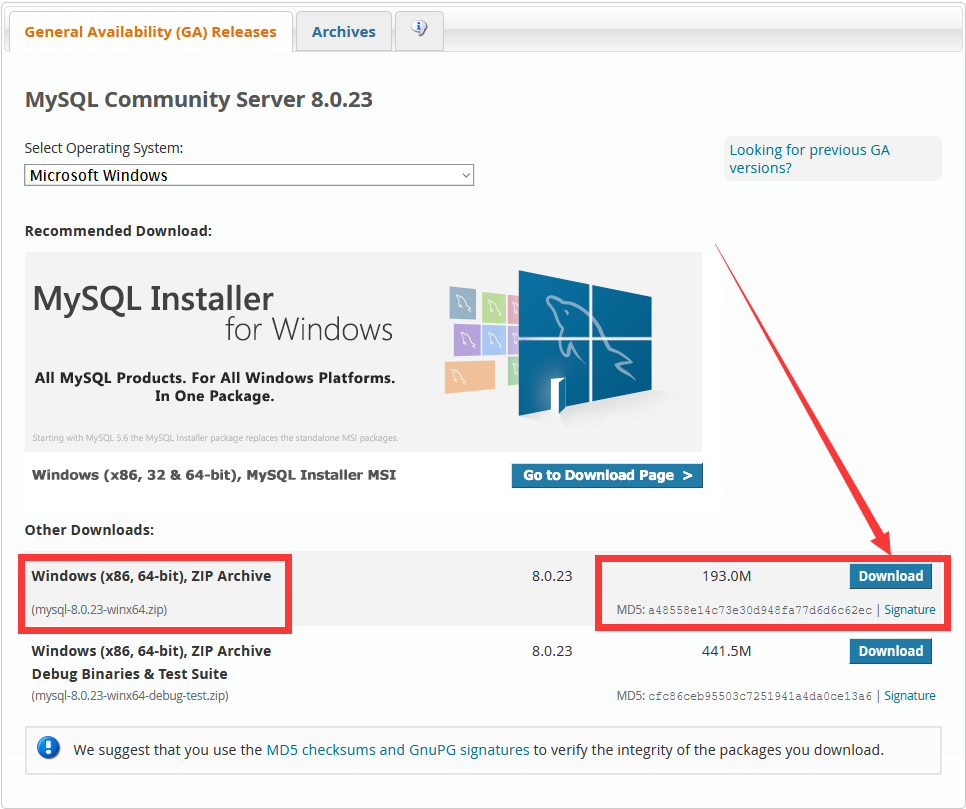 General Availability (GA) Releases
Archives
MySQL Community Server 8.0.23
Select Operating System:
Microsoft Windows
Looking for previous GA
versions?
Recommended Download:
MySQL Installer
for Windows
All MySQL Products. For All Windows Platforms.
In One Package.
Starting with MySQL 5.6 the MySQL Installer package replaces the standalone MSI packages.
Windows (x86, 32 & 64-bit), MySQL Installer MSI
Go to Download Page >
Other Downloads:
Windows (x86, 64-bit), ZIP Archive 8.0.23 193.0M Download
(mysql-8.0.23-winx64.zip) MD5: a48558e14c73e30d948fa77d6d6c62ec | Signature
Windows (x86, 64-bit), ZIP Archive 8.0.23 441.5M Download
Debug Binaries & Test Suite
(mysql-8.0.23-winx64-debug-test.zip) MD5: cfc86ceb95503c7251941a4da0ce13a6 | Signature
We suggest that you use the MD5 checksums and GnuPG signatures to verify the integrity of the packages you download.